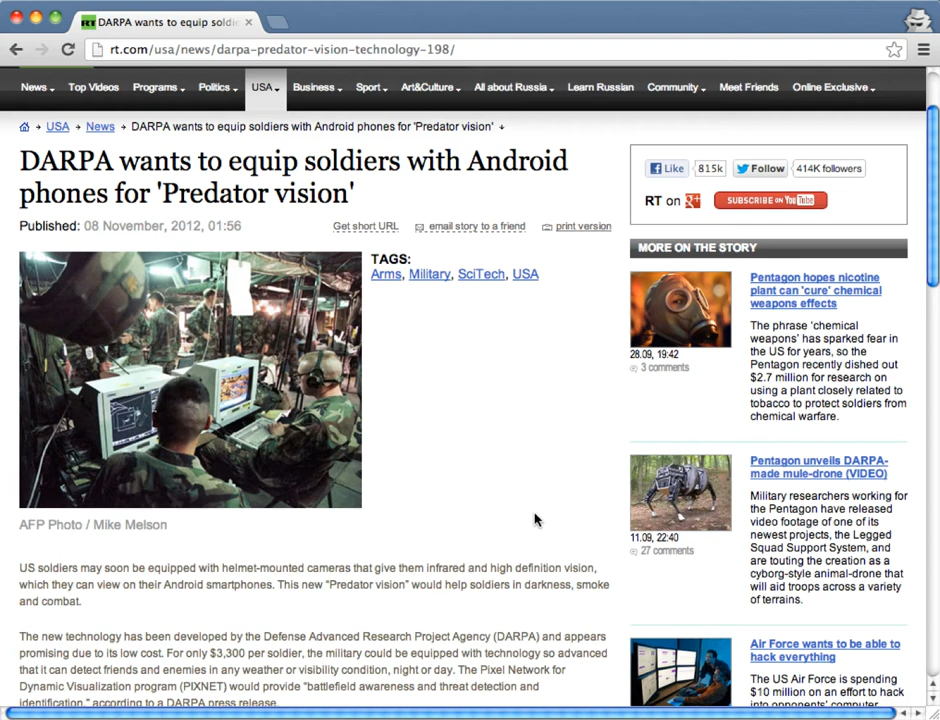 RT DARPA wants to equip soldie
rt.com/usa/news/darpa-predator-vision-technology-198/
News Top Videos Programs Politics USA Business Sport Art&Culture All about Russia Learn Russian Community Meet Friends Online Exclusive
USA News DARPA wants to equip soldiers with Android phones for 'Predator vision'
DARPA wants to equip soldiers with Android
phones for 'Predator vision'
Published: 08 November, 2012, 01:56
Get short URL email story to a friend print version
TAGS:
Arms, Military, SciTech, USA
AFP Photo / Mike Melson
US soldiers may soon be equipped with helmet-mounted cameras that give them infrared and high definition vision,
which they can view on their Android smartphones. This new “Predator vision” would help soldiers in darkness, smoke
and combat.
The new technology has been developed by the Defense Advanced Research Project Agency (DARPA) and appears
promising due to its low cost. For only $3,300 per soldier, the military could be equipped with technology so advanced
that it can detect friends and enemies in any weather or visibility condition, night or day. The Pixel Network for
Dynamic Visualization program (PIXNET) would provide “battlefield awareness and threat detection and
identification,” according to a DARPA press release.
Like 815k Follow 414K followers
RT on g+ SUBSCRIBE ON YouTube
MORE ON THE STORY
Pentagon hopes nicotine
plant can 'cure' chemical
weapons effects
The phrase ‘chemical
weapons’ has sparked fear in
the US for years, so the
Pentagon recently dished out
$2.7 million for research on
using a plant closely related to
tobacco to protect soldiers from
chemical warfare.
28.09, 19:42
3 comments
Pentagon unveils DARPA-
made mule-drone (VIDEO)
Military researchers working for
the Pentagon have released
video footage of one of its
newest projects, the Legged
Squad Support System, and
are touting the creation as a
cyborg-style animal-drone that
will aid troops across a variety
of terrains.
11.09, 22:40
27 comments
Air Force wants to be able to
hack everything
The US Air Force is spending
$10 million on an effort to hack
into opponents' computer